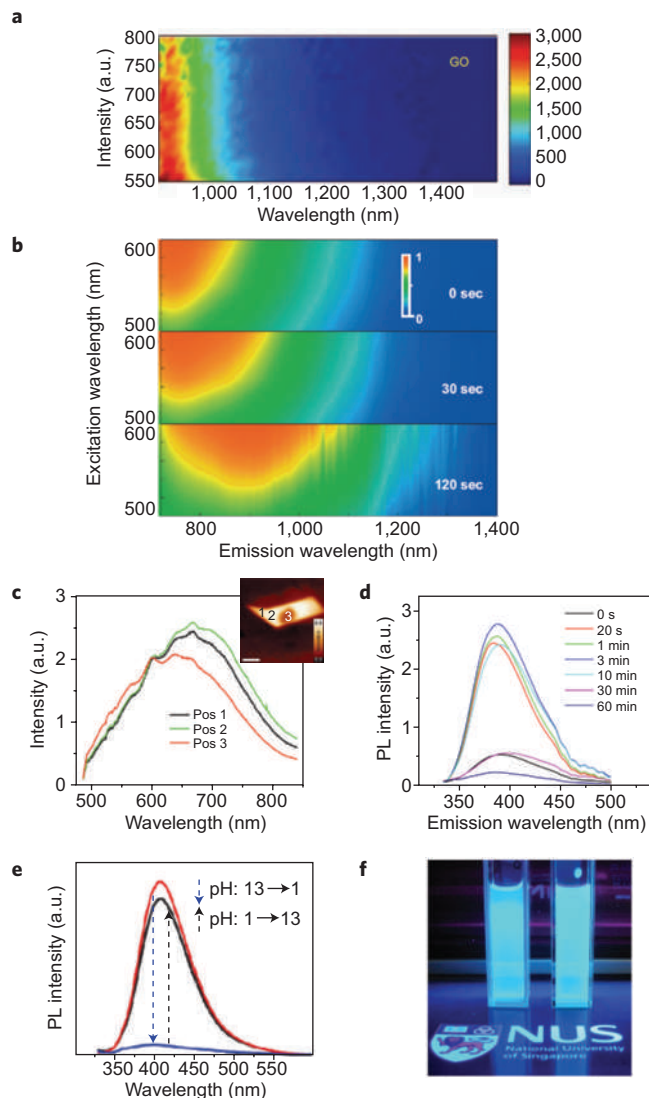 a
800
750
700
650
600
550
Intensity (a.u.)
GO
1,000 1,100 1,200 1,300 1,400
Wavelength (nm)
3,000
2,500
2,000
1,500
1,000
500
0
b
Excitation wavelength (nm)
600
500
1
0
0 sec
600
500
30 sec
600
500
120 sec
800 1,000 1,200 1,400
Emission wavelength (nm)
c
Intensity (a.u.)
3
2
1
0
1 2 3
Pos 1
Pos 2
Pos 3
500 600 700 800
Wavelength (nm)
d
PL intensity (a.u.)
3
2
1
0
0 s
20 s
1 min
3 min
10 min
30 min
60 min
350 400 450 500
Emission wavelength (nm)
e
PL intensity (a.u.)
pH: 13→1
pH: 1→13
350 400 450 500 550
Wavelength (nm)
f
NUS
National University
of Singapore